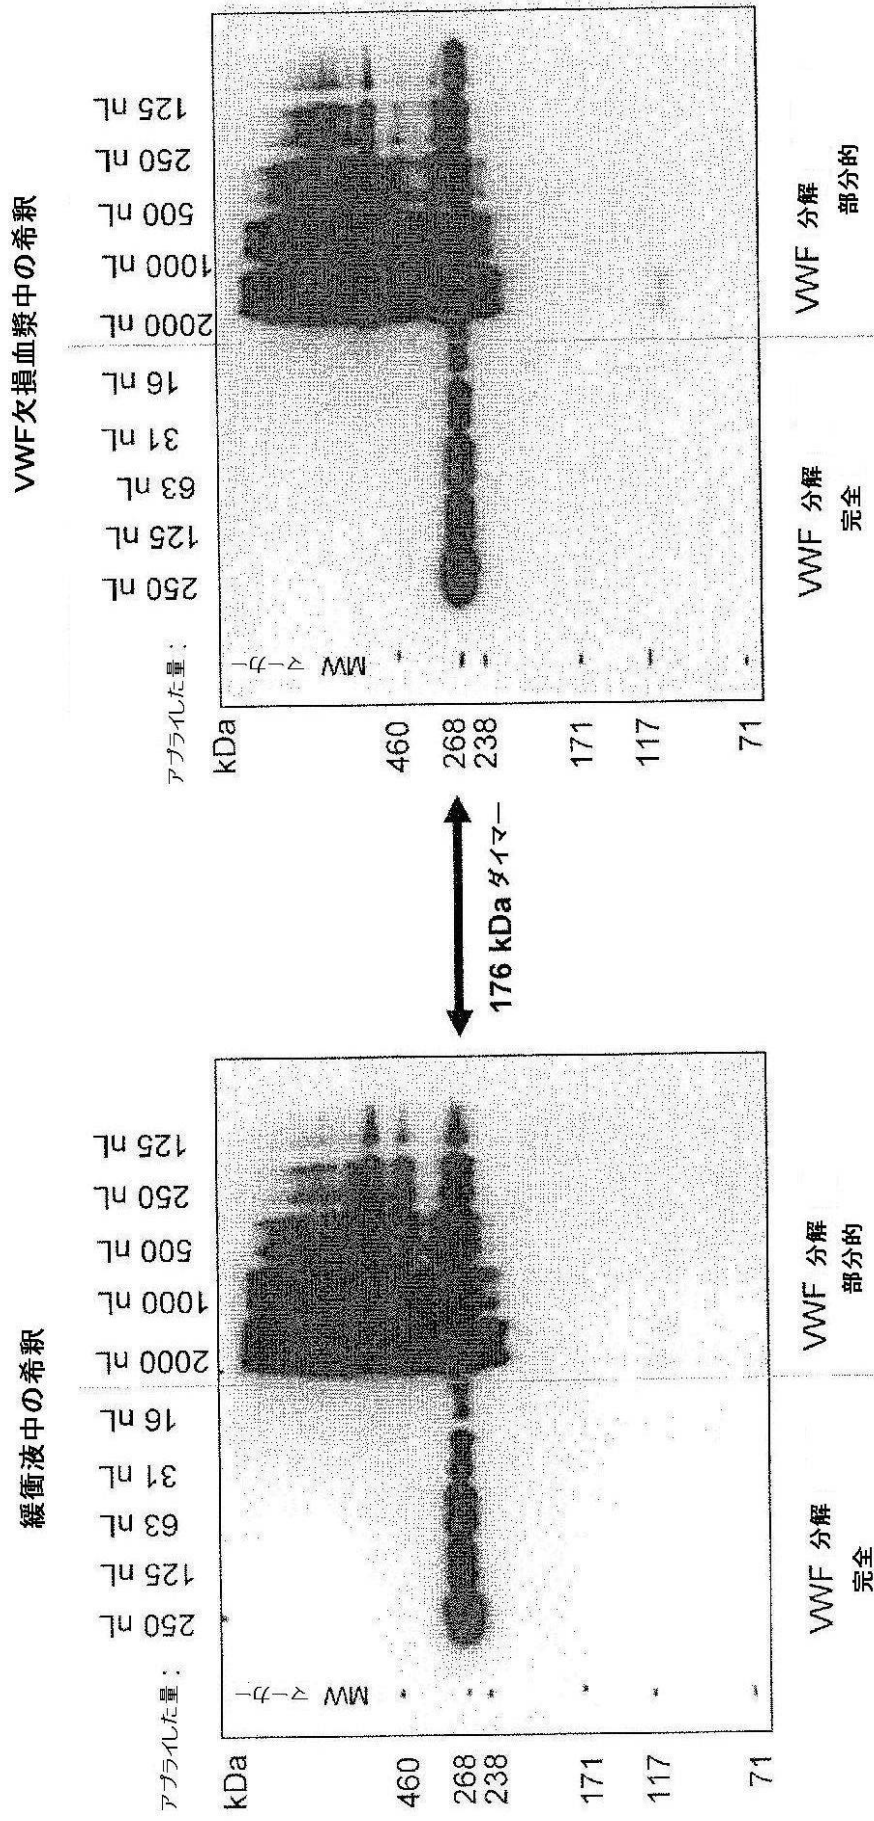 緩衝液中の希釈
アプライした量：
250 nL
125 nL
63 nL
31 nL
16 nL
2000 nL
1000 nL
500 nL
250 nL
125 nL
kDa
460
268
238
171
117
71
MW マーカー
VWF 分解
完全
VWF 分解
部分的
176 kDa ダイマー
VWF欠損血漿中の希釈
アプライした量：
250 nL
125 nL
63 nL
31 nL
16 nL
2000 nL
1000 nL
500 nL
250 nL
125 nL
kDa
460
268
238
171
117
71
MW マーカー
VWF 分解
完全
VWF 分解
部分的